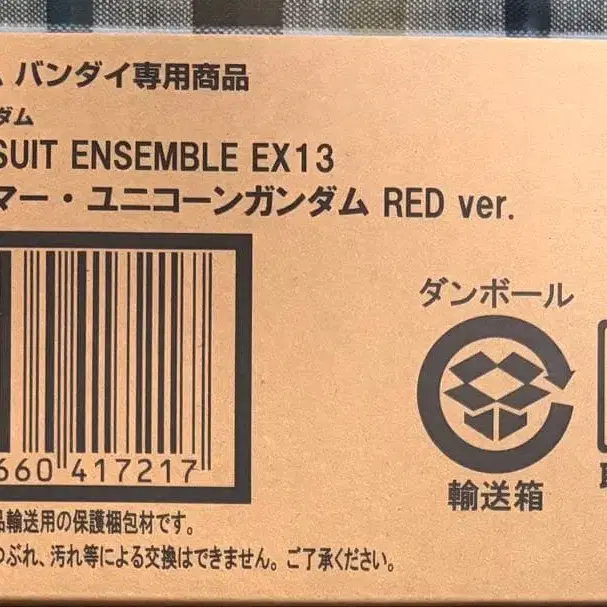 バンダイ専用商品
ダム
SUIT ENSEMBLE EX13
マー・ユニコーンガンダム RED ver.
ダンボール
660 417217
輸送箱
品輸送用の保護梱包材です。
つぶれ、汚れ等による交換はできません。ご了承ください。